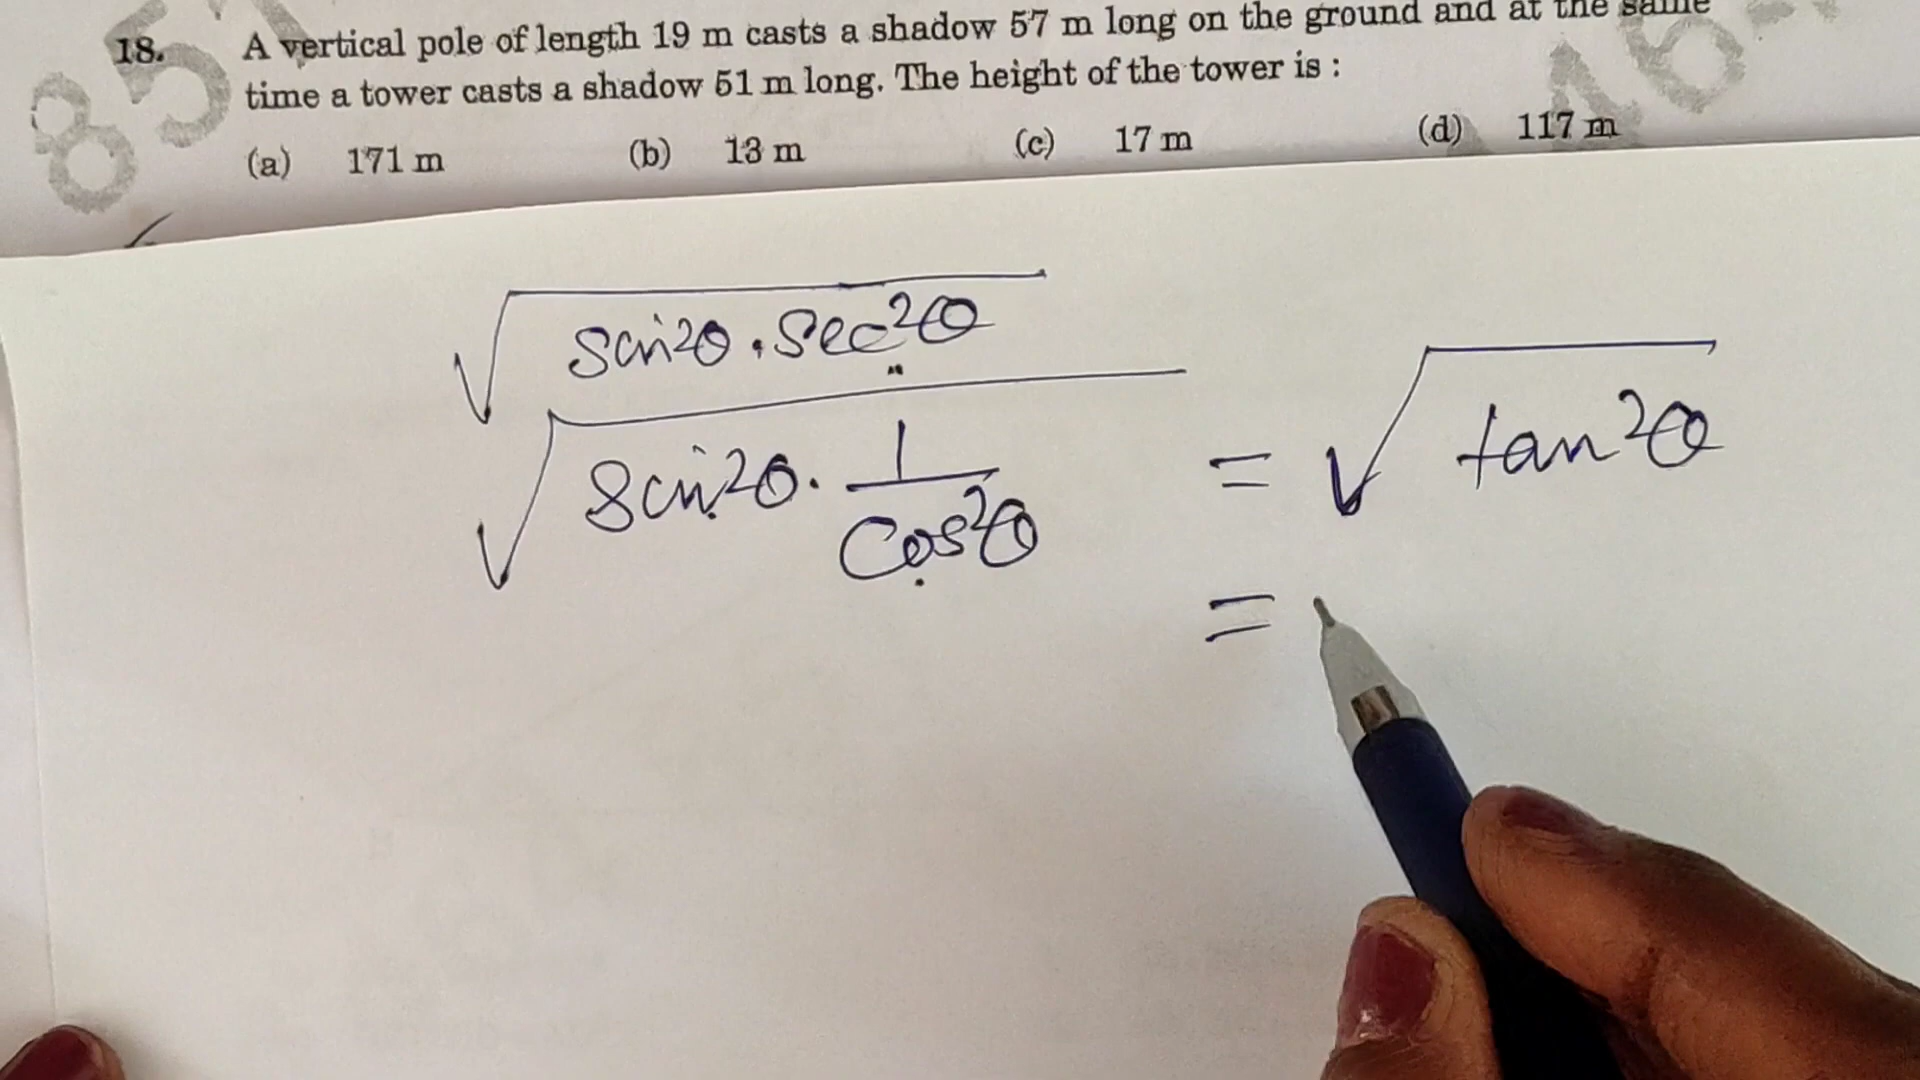 18. A vertical pole of length 19 m casts a shadow 57 m long on the ground and at the same
time a tower casts a shadow 51 m long. The height of the tower is :
(a) 171 m (b) 13 m (c) 17 m (d) 117 m
√sin²θ . sec²θ
√sin²θ . 1/cos²θ = √tan²θ
=